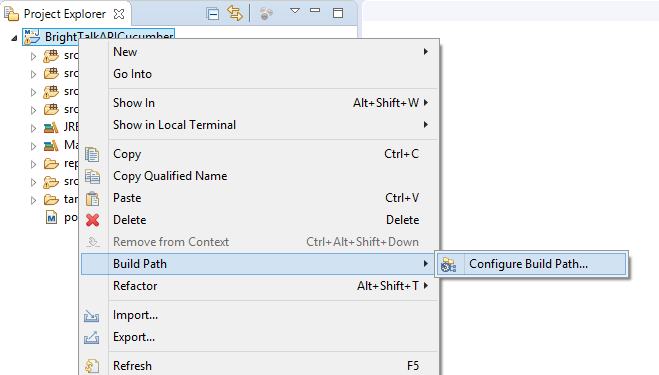 Project Explorer
BrightTalkAPICucumber
src
New
src
Go Into
src
Show In Alt+Shift+W
src
Show in Local Terminal
JRE
Ma
Copy Ctrl+C
rep
Copy Qualified Name
src
Paste Ctrl+V
tar
Delete Delete
po
Remove from Context Ctrl+Alt+Shift+Down
Build Path
Configure Build Path...
Refactor Alt+Shift+T
Import...
Export...
Refresh F5